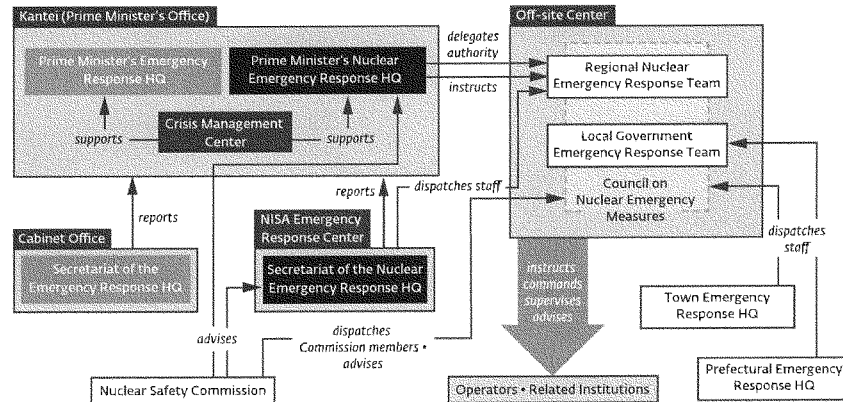 Kantei (Prime Minister's Office)
Prime Minister's Emergency
Response HQ
Prime Minister's Nuclear
Emergency Response HQ
supports
Crisis Management
Center
supports
delegates
authority
instructs
Off-site Center
Regional Nuclear
Emergency Response Team
Local Government
Emergency Response Team
Council on
Nuclear Emergency
Measures
reports
reports
dispatches staff
Cabinet Office
Secretariat of the
Emergency Response HQ
NISA Emergency
Response Center
Secretariat of the Nuclear
Emergency Response HQ
instructs
commands
supervises
advises
dispatches
staff
Town Emergency
Response HQ
advises
dispatches
Commission members •
advises
Nuclear Safety Commission
Operators • Related Institutions
Prefectural Emergency
Response HQ